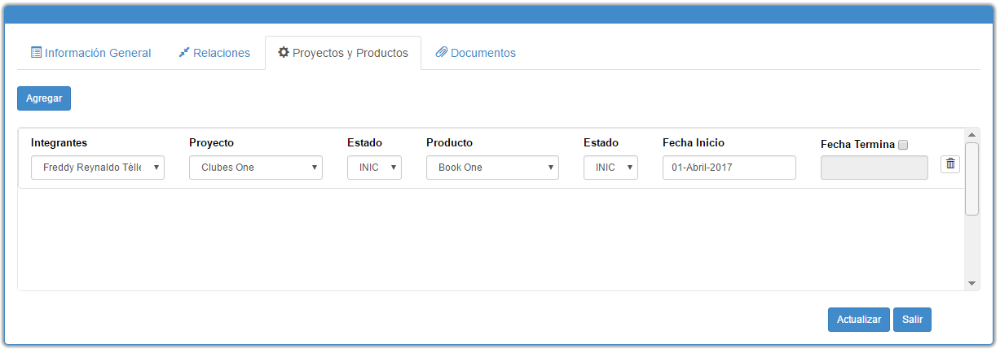 Información General Relaciones Proyectos y Productos Documentos
Agregar
Integrantes Proyecto Estado Producto Estado Fecha Inicio Fecha Termina
Freddy Reynaldo Télle Clubes One INIC Book One INIC 01-Abril-2017
Actualizar Salir